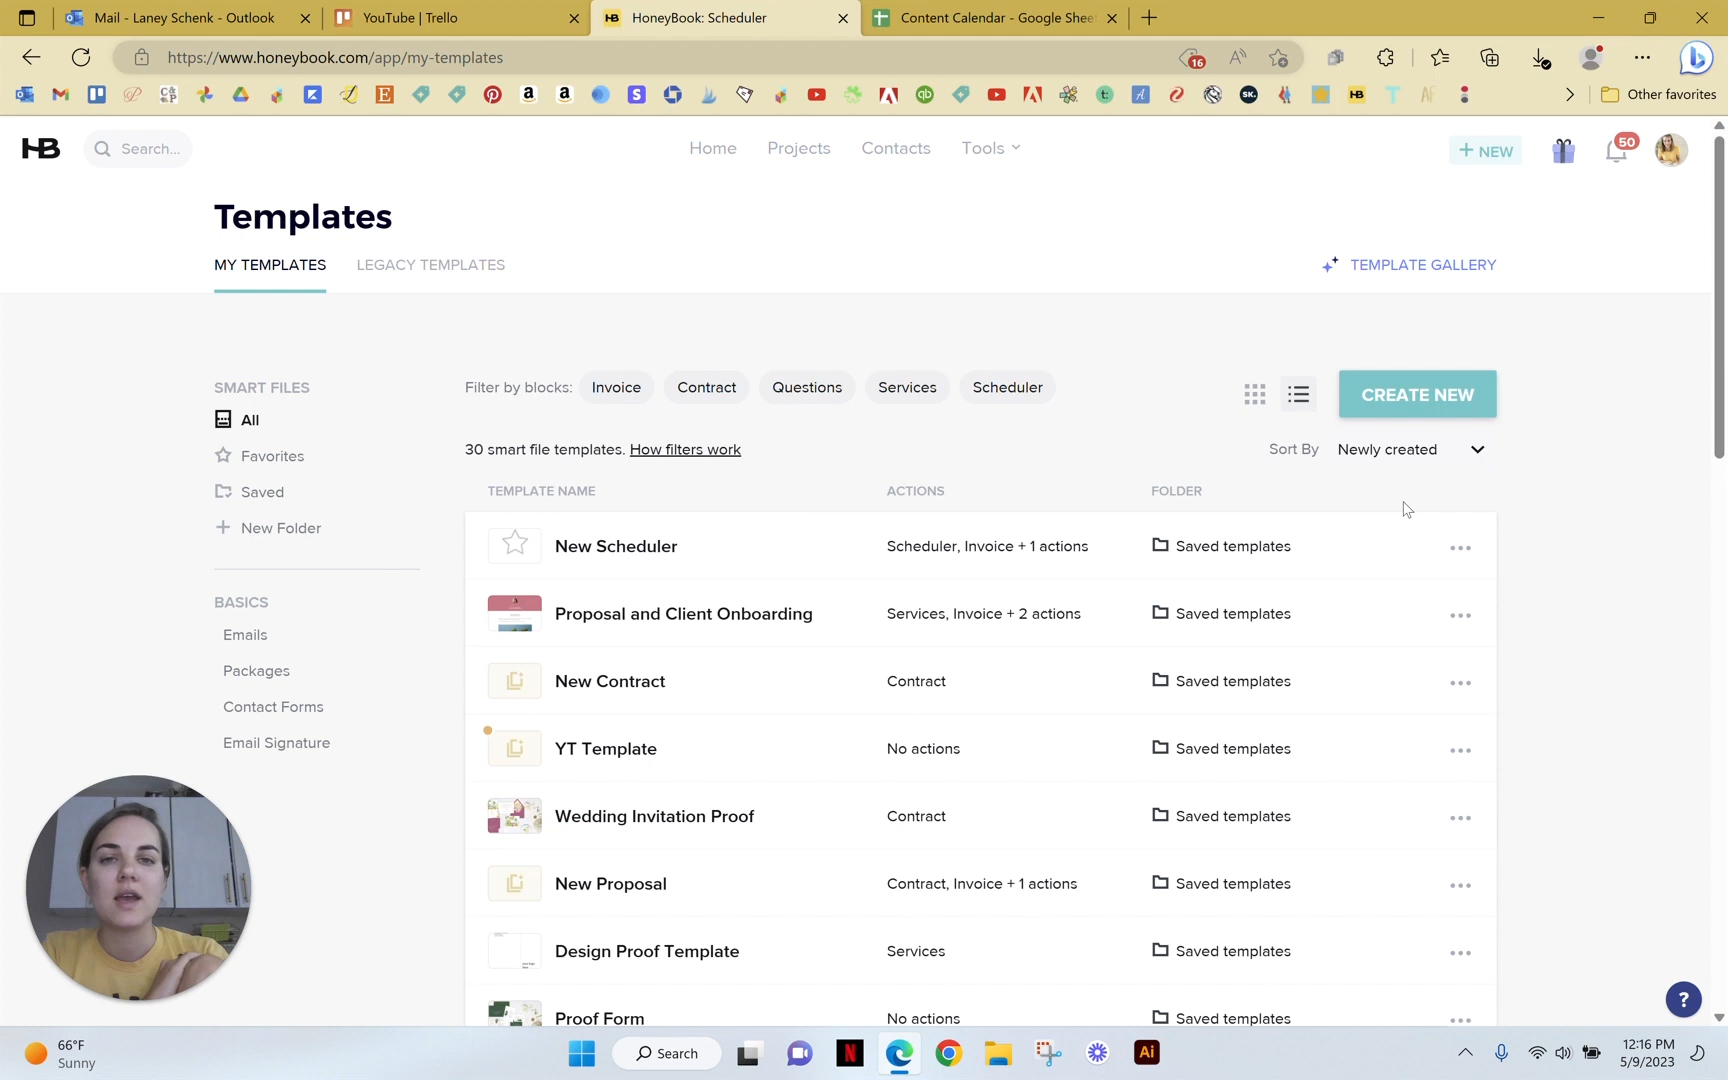 Mail - Laney Schenk - Outlook
YouTube | Trello
HB HoneyBook: Scheduler
Content Calendar - Google Shee
https://www.honeybook.com/app/my-templates
16
Other favorites
HB
Search...
Home
Projects
Contacts
Tools
+ NEW
50
Templates
MY TEMPLATES
LEGACY TEMPLATES
TEMPLATE GALLERY
SMART FILES
All
Favorites
Saved
New Folder
BASICS
Emails
Packages
Contact Forms
Email Signature
Filter by blocks: Invoice Contract Questions Services Scheduler
CREATE NEW
30 smart file templates. How filters work
Sort By Newly created
TEMPLATE NAME ACTIONS FOLDER
New Scheduler Scheduler, Invoice + 1 actions Saved templates
Proposal and Client Onboarding Services, Invoice + 2 actions Saved templates
New Contract Contract Saved templates
YT Template No actions Saved templates
Wedding Invitation Proof Contract Saved templates
New Proposal Contract, Invoice + 1 actions Saved templates
Design Proof Template Services Saved templates
Proof Form No actions Saved templates
?
66°F
Sunny
Search
Ai
12:16 PM
5/9/2023